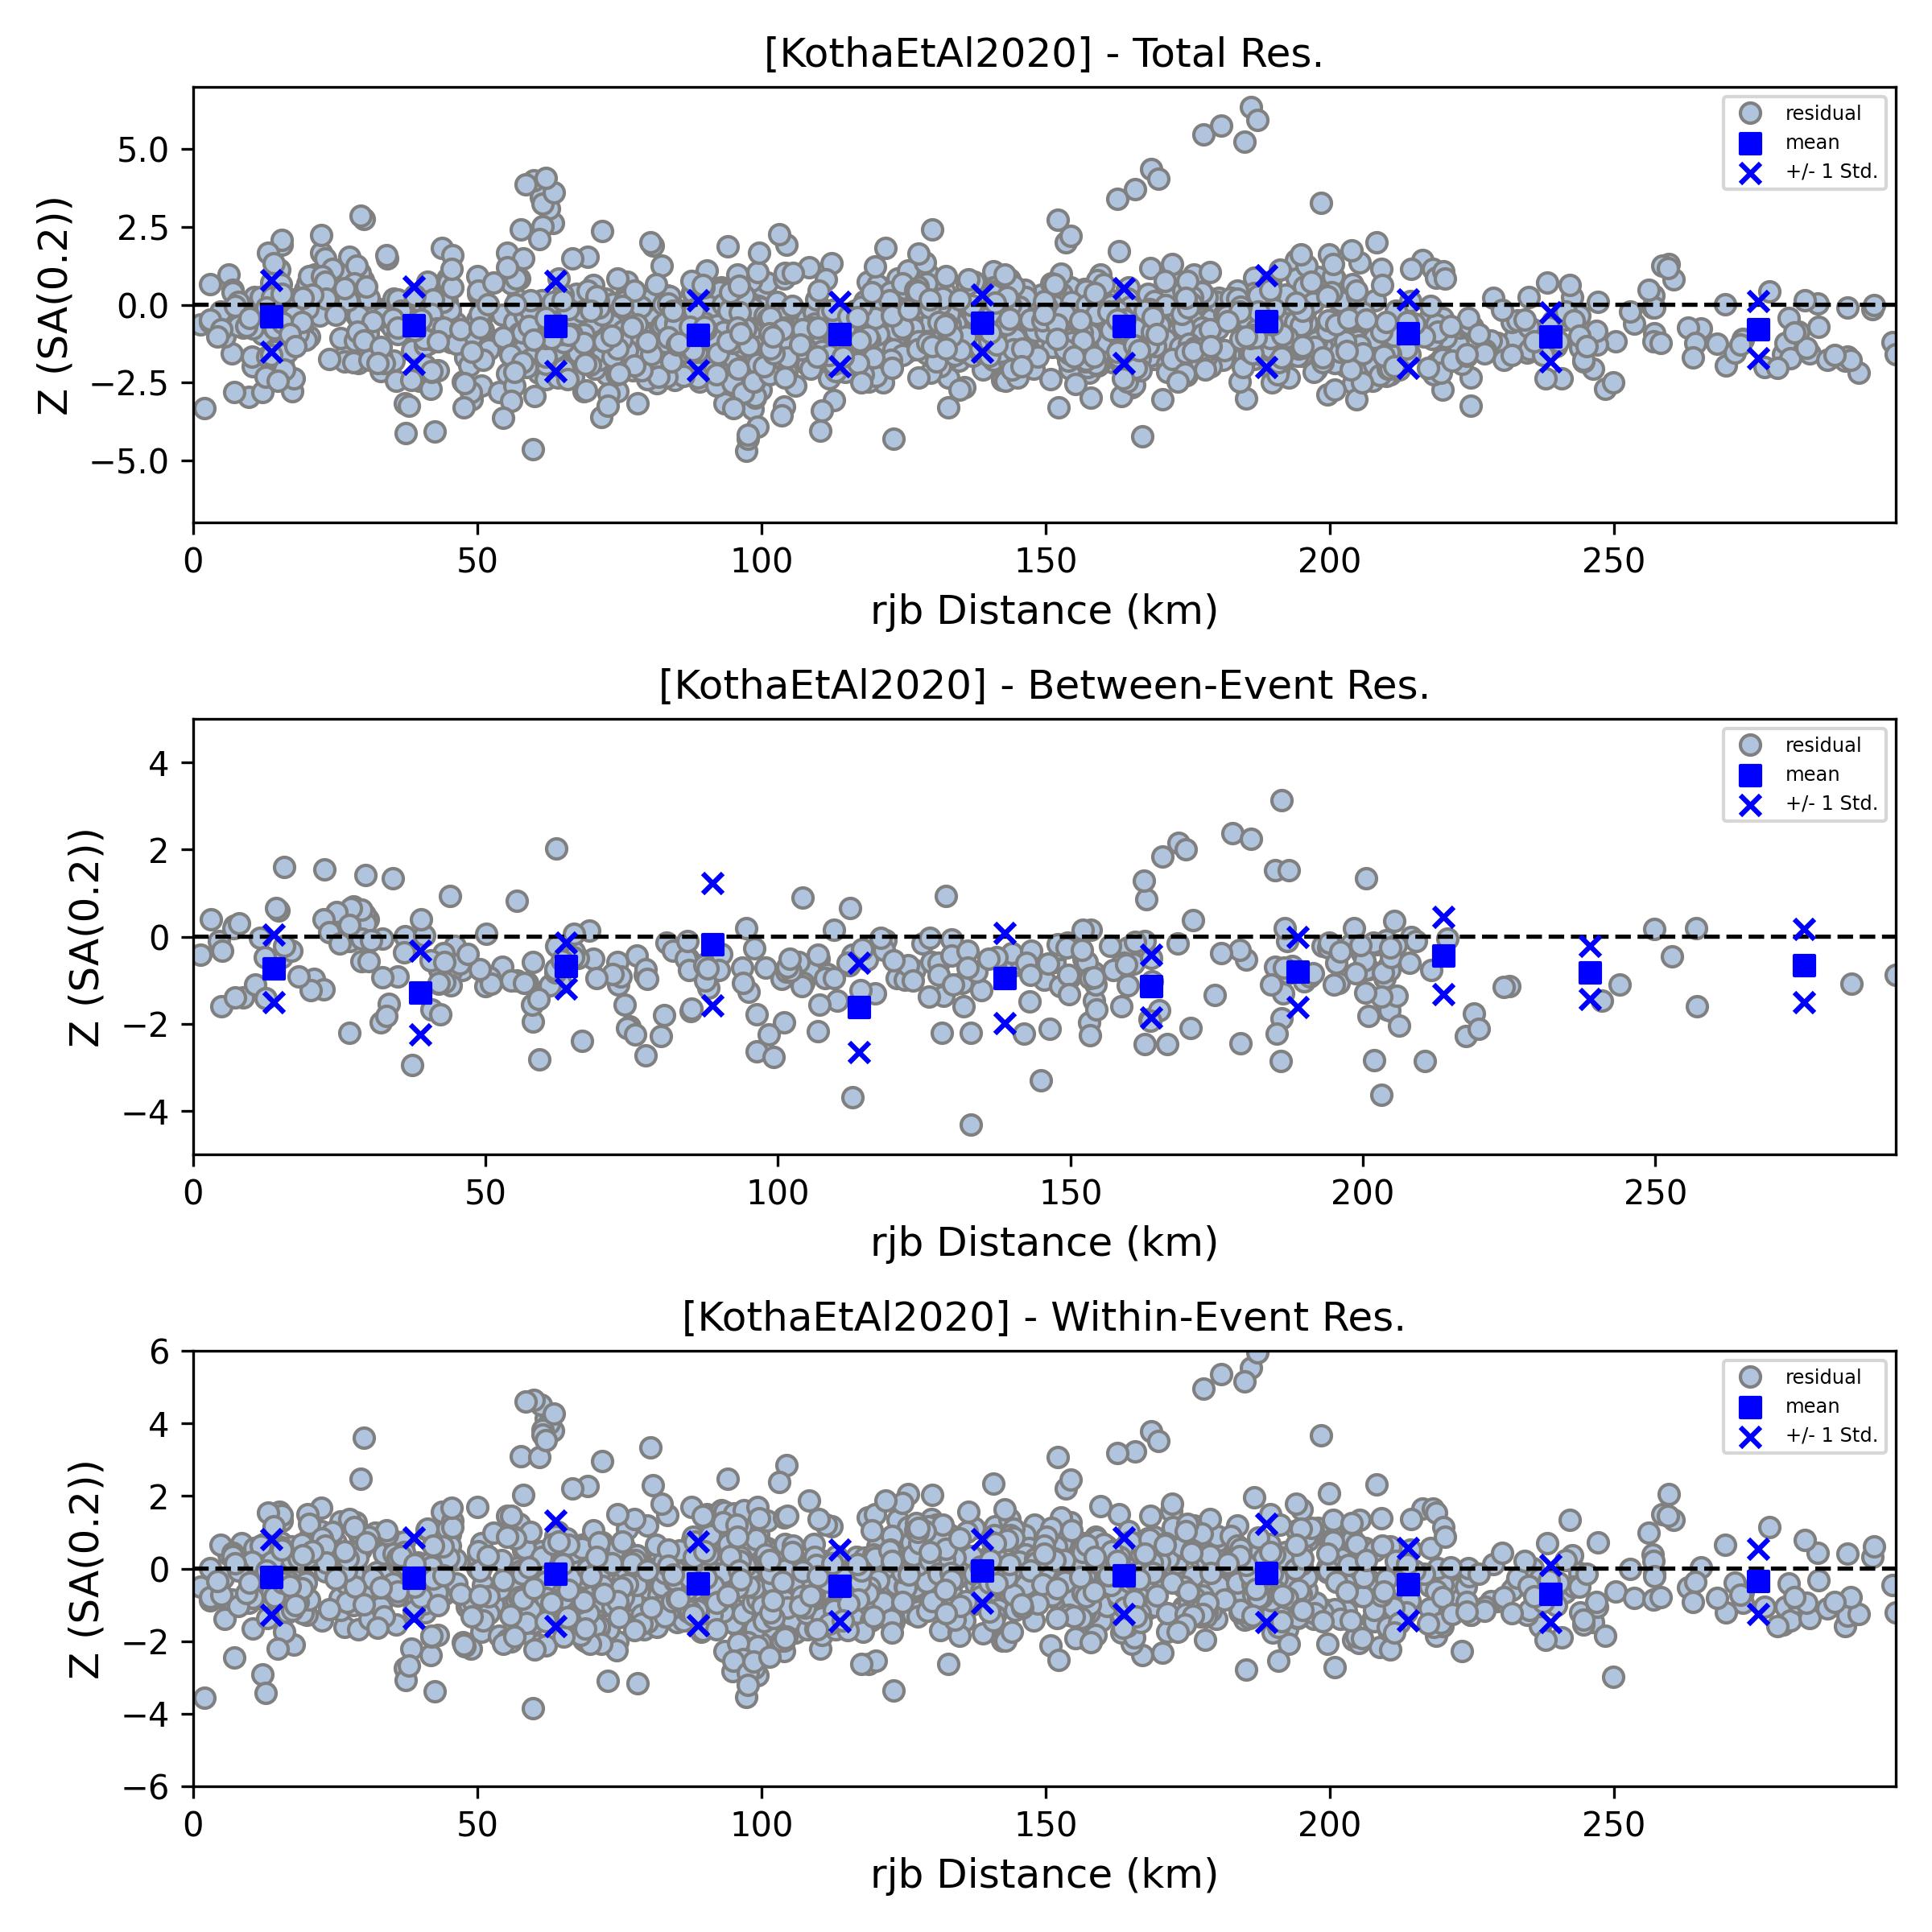 [KothaEtAl2020] - Total Res.
Z (SA(0.2))
5.0
2.5
0.0
−2.5
−5.0
residual
mean
+/- 1 Std.
0 50 100 150 200 250
rjb Distance (km)
[KothaEtAl2020] - Between-Event Res.
Z (SA(0.2))
4
2
0
−2
−4
residual
mean
+/- 1 Std.
0 50 100 150 200 250
rjb Distance (km)
[KothaEtAl2020] - Within-Event Res.
Z (SA(0.2))
6
4
2
0
−2
−4
−6
residual
mean
+/- 1 Std.
0 50 100 150 200 250
rjb Distance (km)